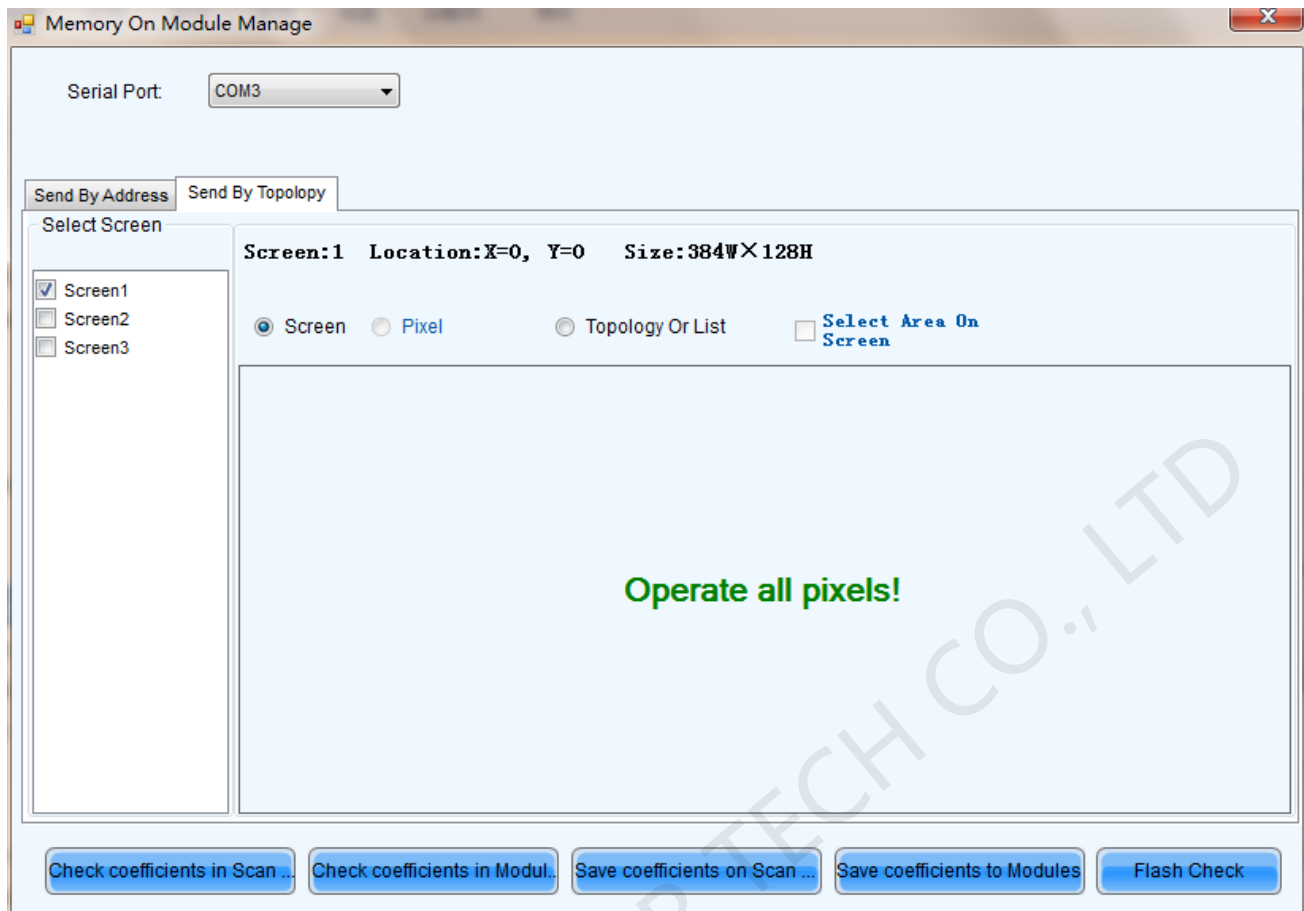 Memory On Module Manage
X
Serial Port: COM3
Send By Address Send By Topolopy
Select Screen
Screen:1 Location:X=0, Y=0 Size:384W×128H
Screen1
Screen2
Screen3
Screen Pixel Topology Or List Select Area On
Screen
Operate all pixels!
TECH CO., LTD
Check coefficients in Scan ... Check coefficients in Modul.. Save coefficients on Scan ... Save coefficients to Modules Flash Check